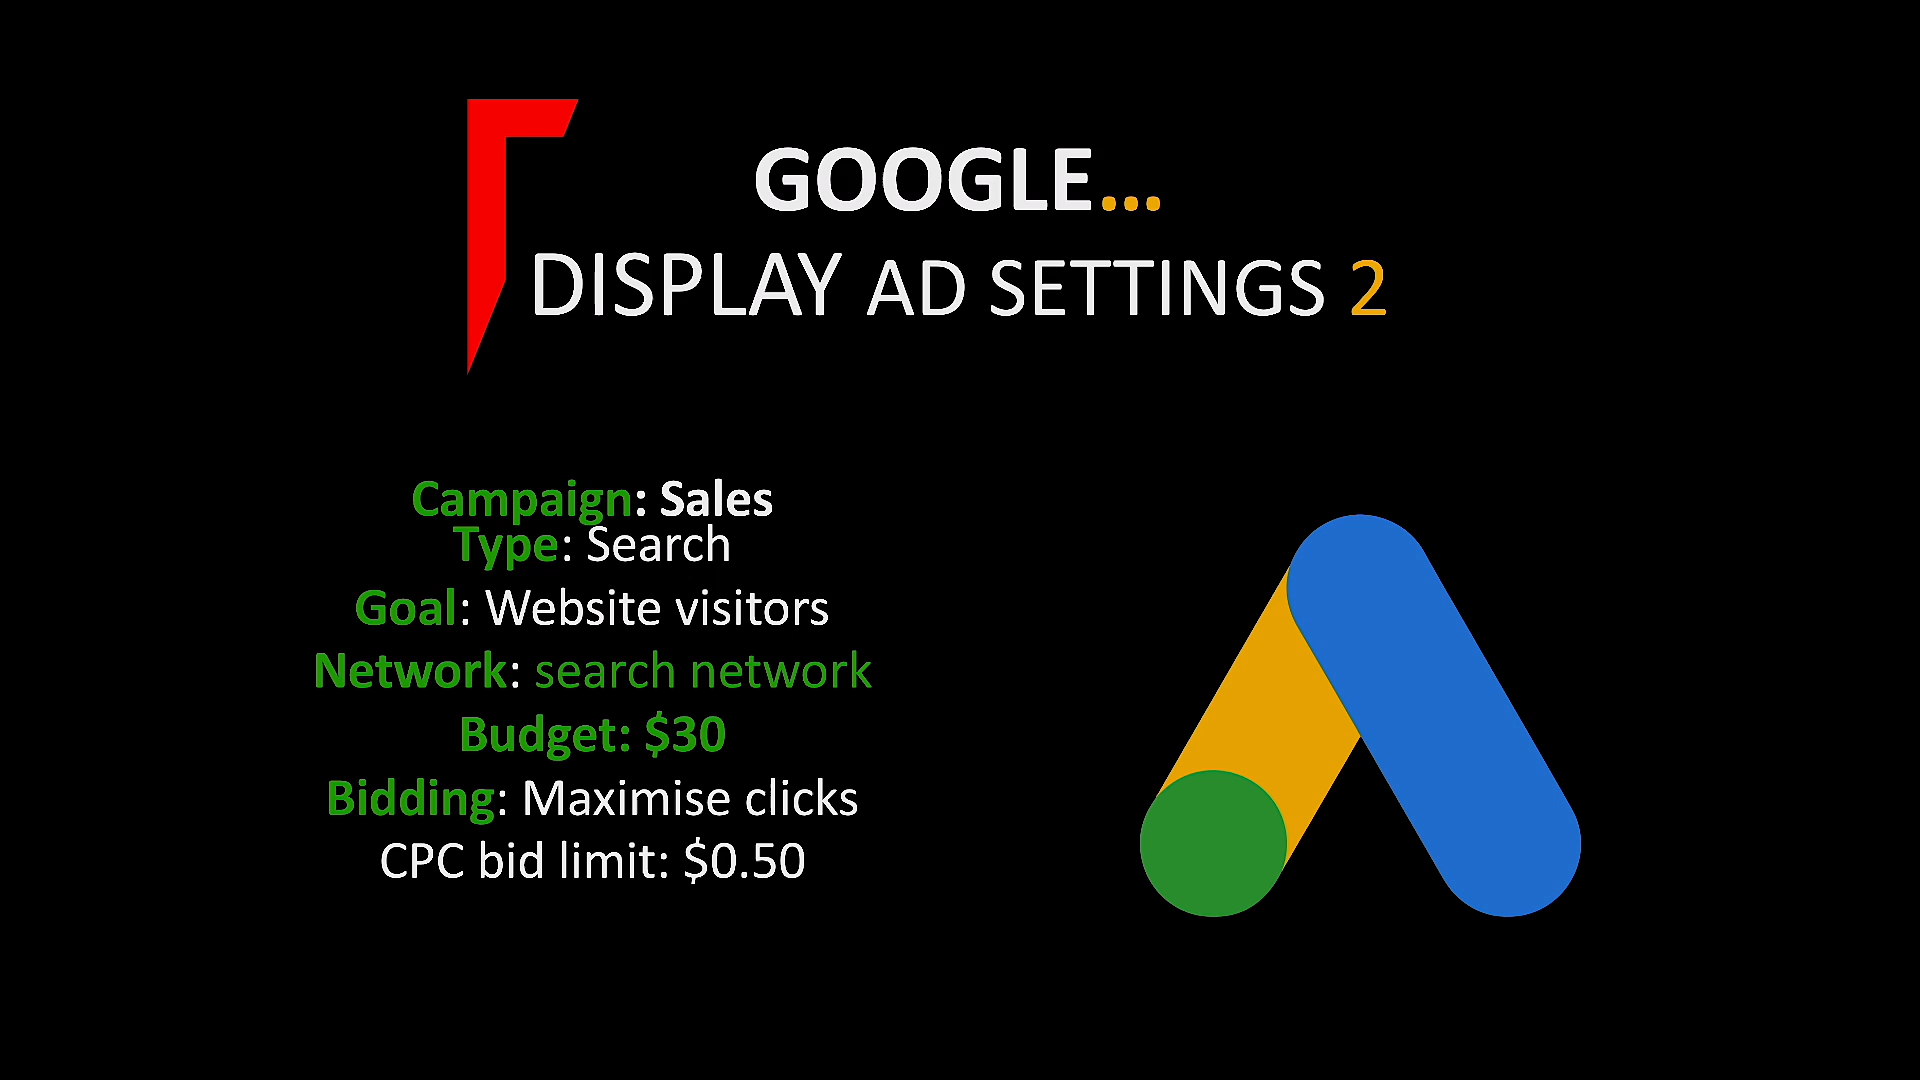 GOOGLE...
DISPLAY AD SETTINGS 2
Campaign: Sales
Type: Search
Goal: Website visitors
Network: search network
Budget: $30
Bidding: Maximise clicks
CPC bid limit: $0.50